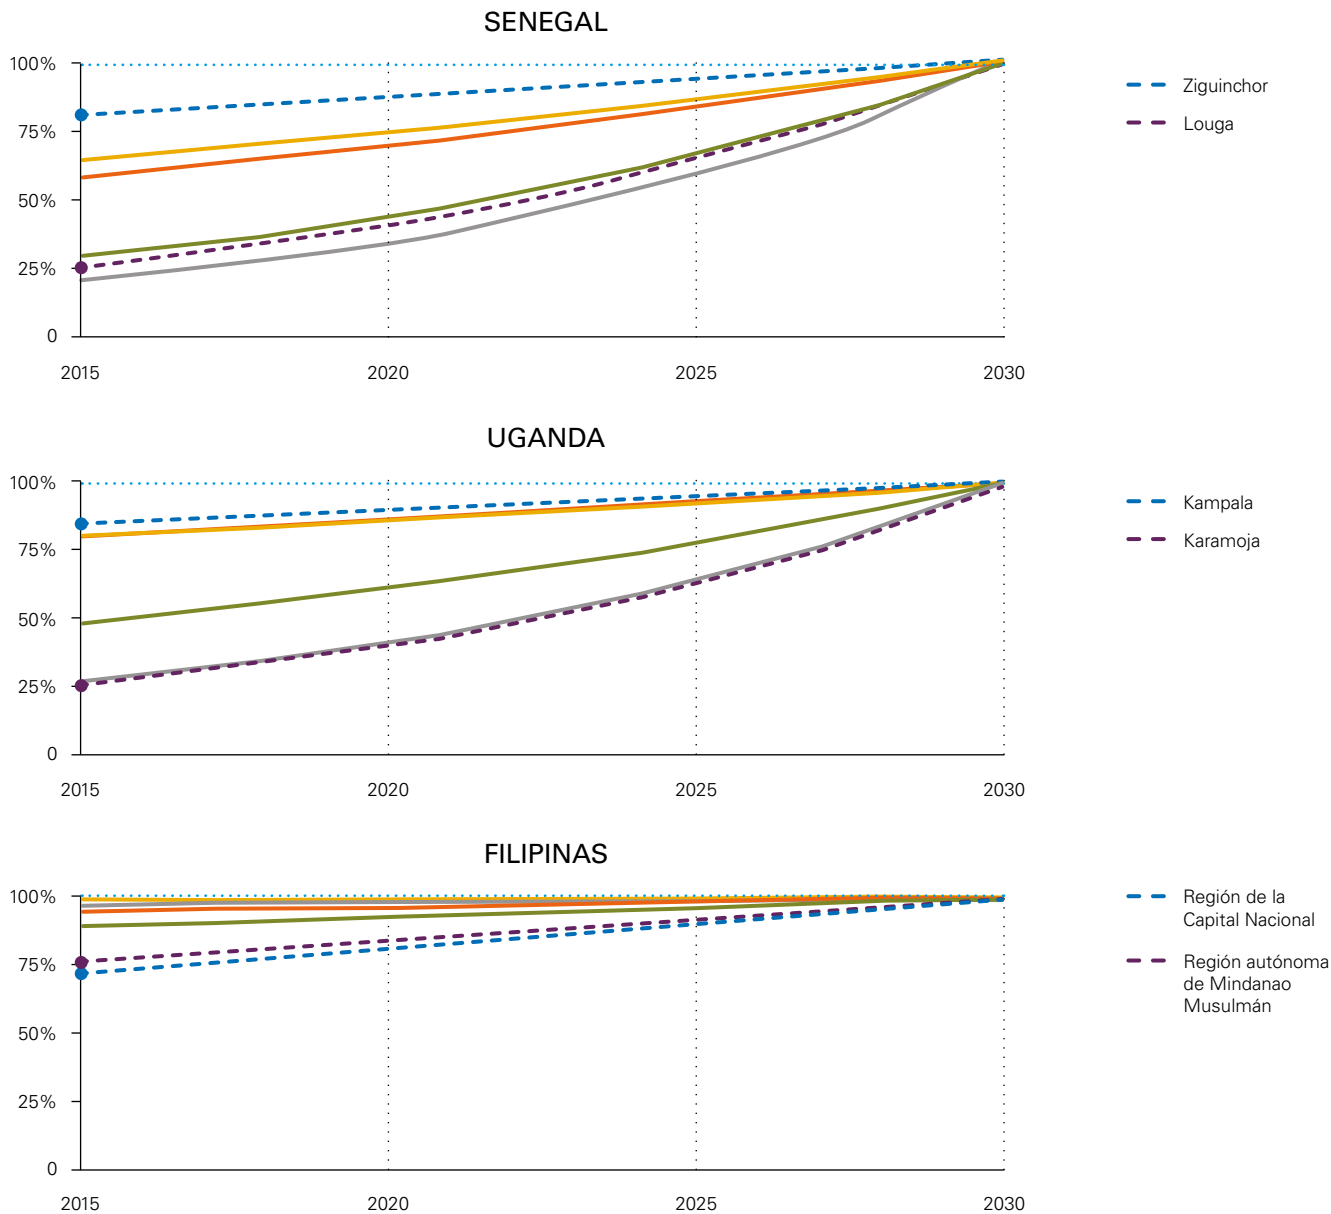 SENEGAL
100%
75%
50%
25%
0
2015
2020
2025
2030
Ziguinchor
Louga
UGANDA
100%
75%
50%
25%
0
2015
2020
2025
2030
Kampala
Karamoja
FILIPINAS
100%
75%
50%
25%
0
2015
2020
2025
2030
Región de la
Capital Nacional
Región autónoma
de Mindanao
Musulmán